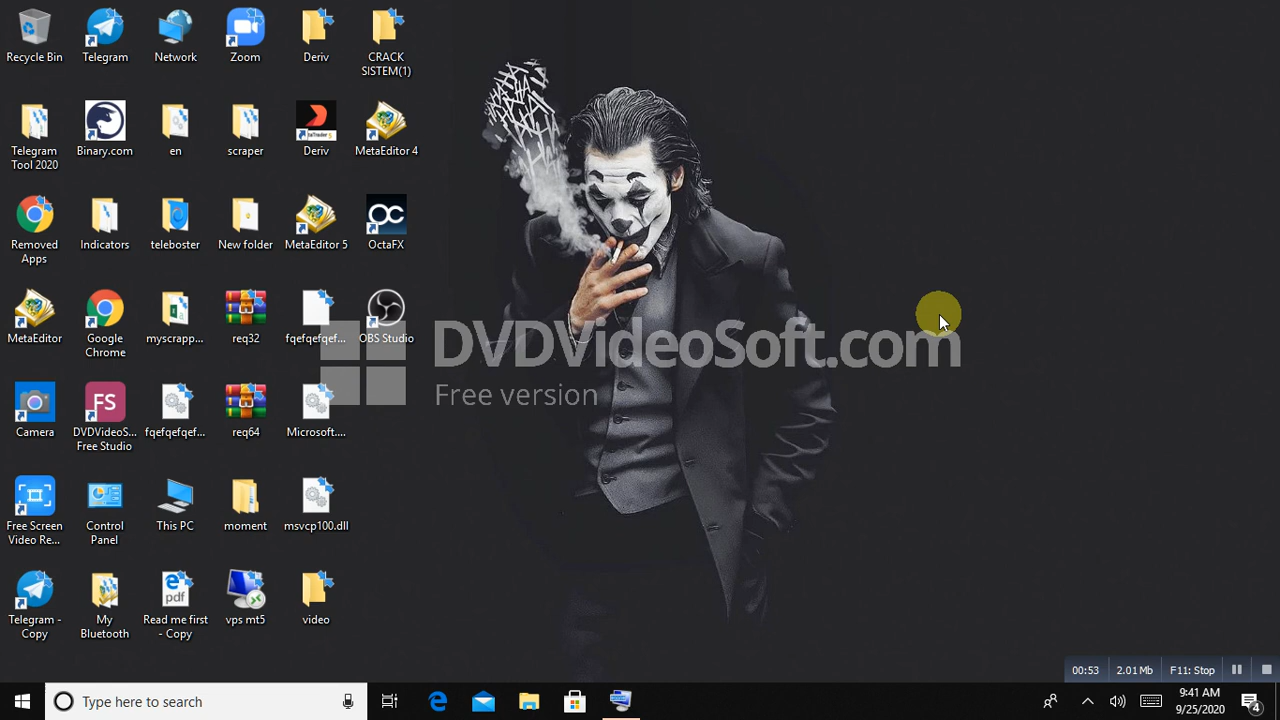 Recycle Bin
Telegram
Network
Zoom
Deriv
CRACK
SISTEM(1)
Telegram
Tool 2020
Binary.com
en
scraper
Deriv
MetaEditor 4
Removed
Apps
Indicators
teleboster
New folder
MetaEditor 5
OctaFX
MetaEditor
Google
Chrome
myscrapp...
req32
fqefqefqef...
OBS Studio
DVDVideoSoft.com
Free version
Camera
DVDVideoS...
Free Studio
fqefqefqef...
req64
Microsoft....
Free Screen
Video Re...
Control
Panel
This PC
moment
msvcp100.dll
Telegram -
Copy
My
Bluetooth
Read me first
- Copy
vps mt5
video
00:53
2.01 Mb
F11: Stop
Type here to search
9:41 AM
9/25/2020
4